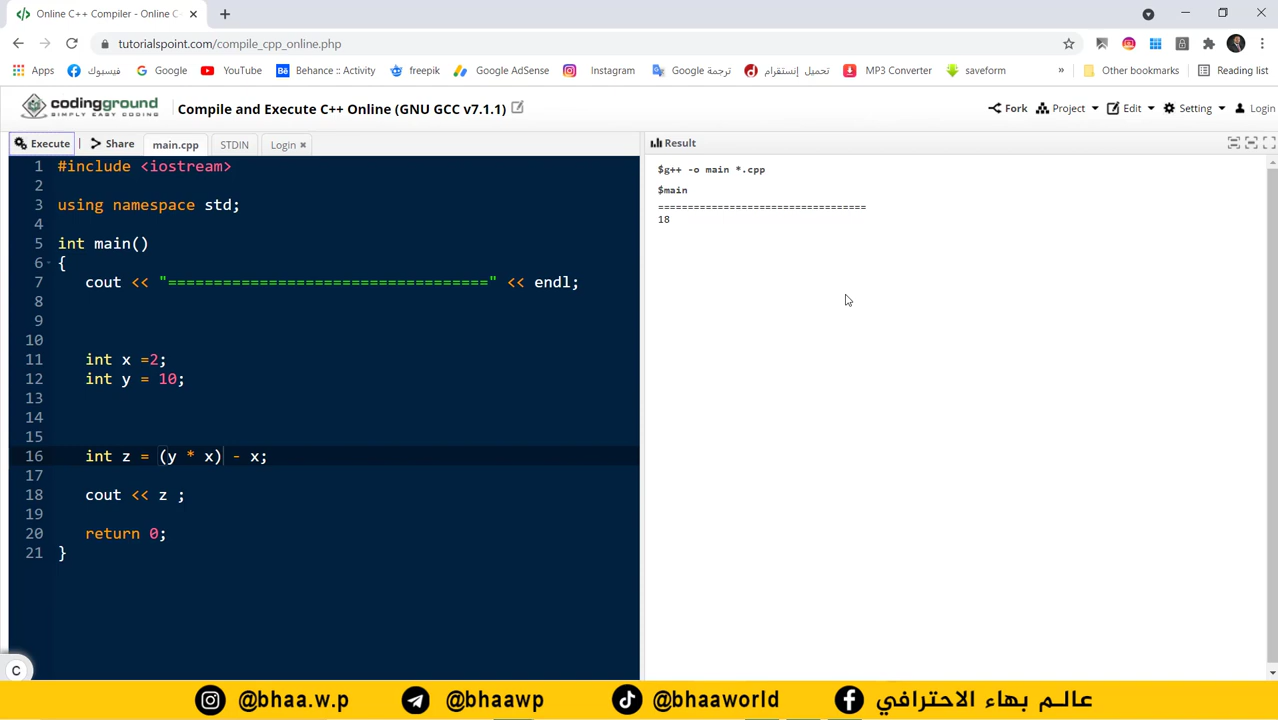 Online C++ Compiler - Online C
tutorialspoint.com/compile_cpp_online.php
Apps فيسبوك Google YouTube Behance :: Activity freepik Google AdSense Instagram ترجمة Google تحميل إنستقرام MP3 Converter saveform » Other bookmarks Reading list
codingground
SIMPLY EASY CODING
Compile and Execute C++ Online (GNU GCC v7.1.1)
Fork Project Edit Setting Login
Execute | Share main.cpp STDIN Login
Result
1 #include <iostream>
2
3 using namespace std;
4
5 int main()
6 {
7 cout << "===================================" << endl;
8
9
10
11 int x =2;
12 int y = 10;
13
14
15
16 int z = (y * x) - x;
17
18 cout << z ;
19
20 return 0;
21 }
$g++ -o main *.cpp
$main
===================================
18
C
@bhaa.w.p @bhaawp @bhaaworld عالم بهاء الاحترافي